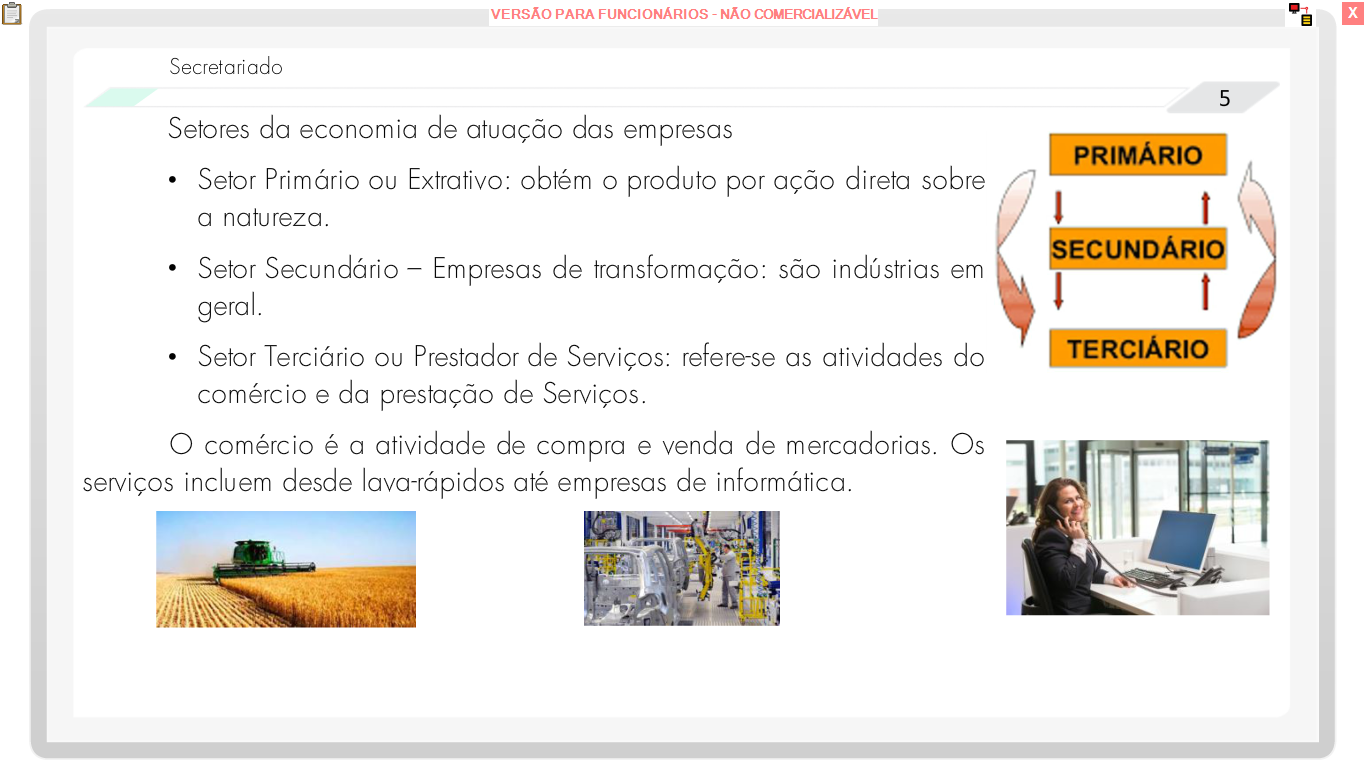 VERSÃO PARA FUNCIONÁRIOS - NÃO COMERCIALIZÁVEL
X
Secretariado
5
Setores da economia de atuação das empresas
• Setor Primário ou Extrativo: obtém o produto por ação direta sobre
a natureza.
• Setor Secundário – Empresas de transformação: são indústrias em
geral.
• Setor Terciário ou Prestador de Serviços: refere-se as atividades do
comércio e da prestação de Serviços.
O comércio é a atividade de compra e venda de mercadorias. Os
serviços incluem desde lava-rápidos até empresas de informática.
PRIMÁRIO
SECUNDÁRIO
TERCIÁRIO